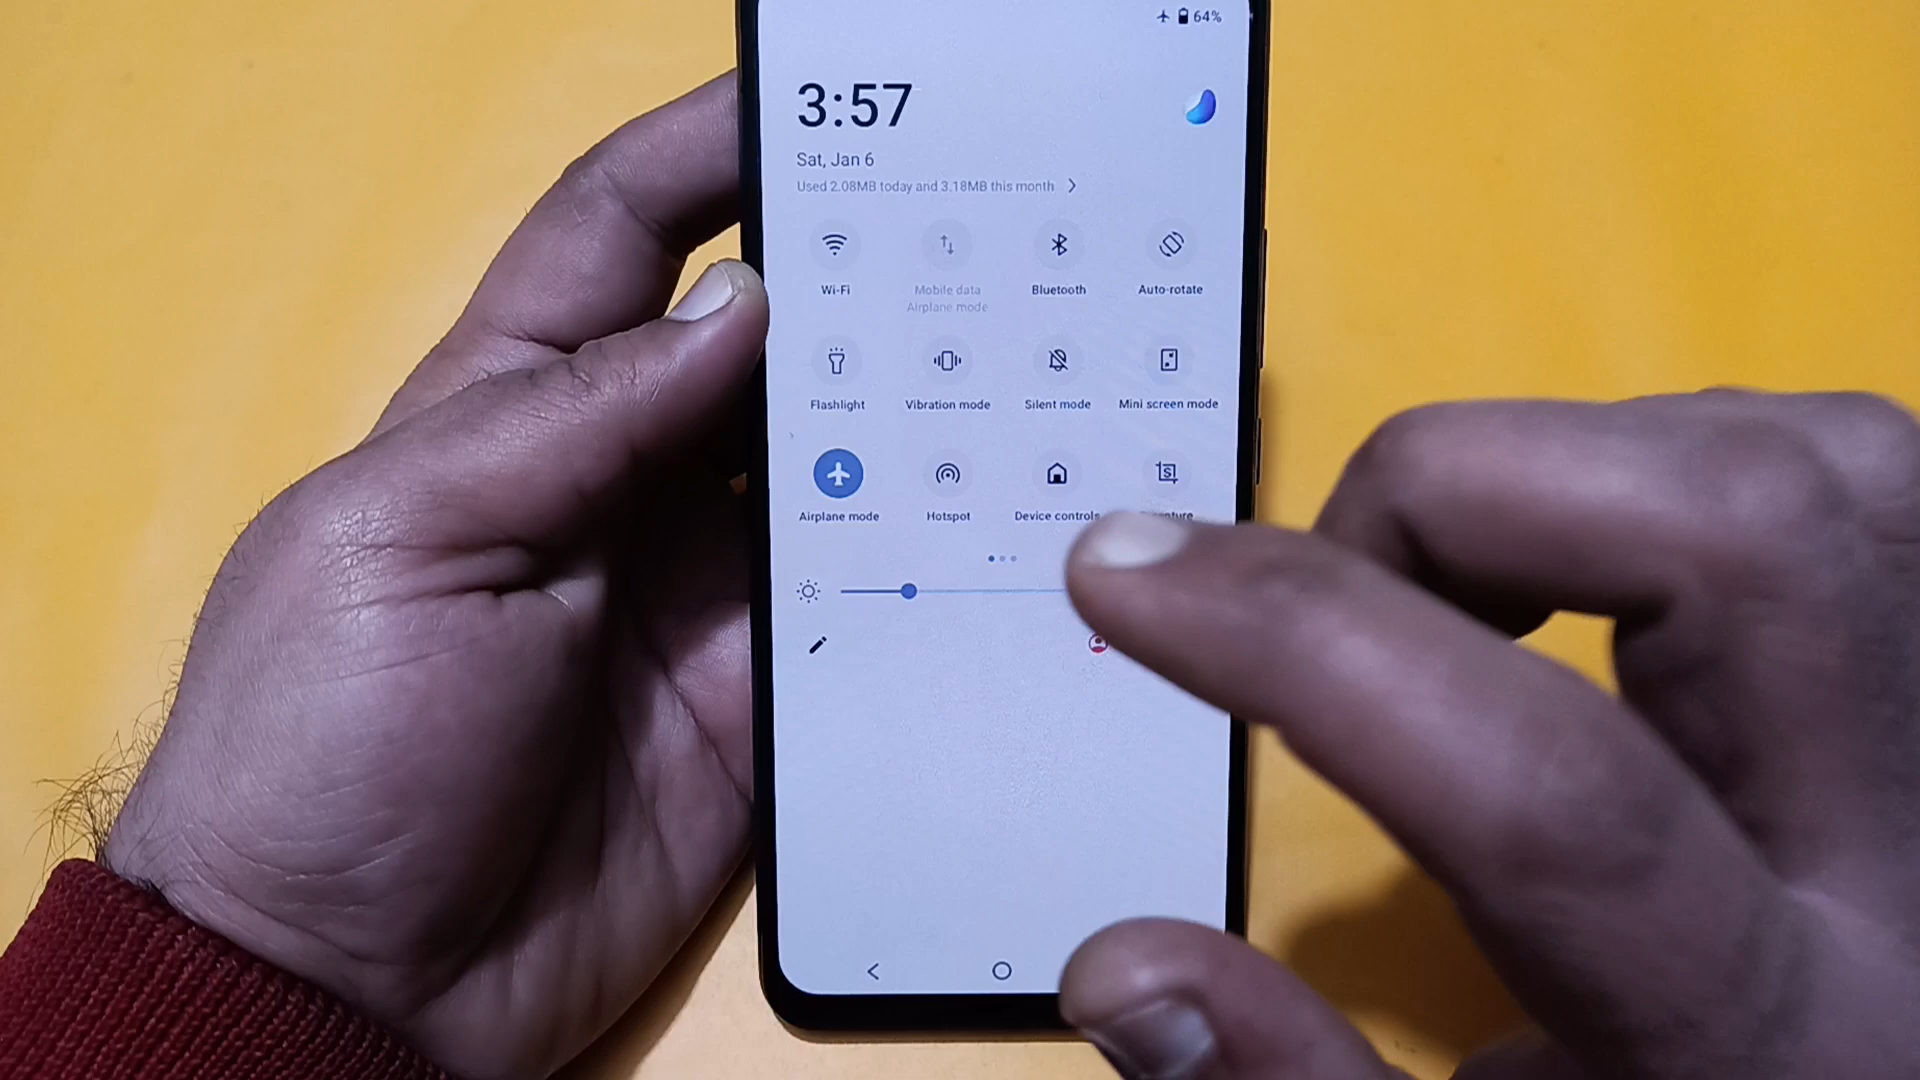 64%
3:57
Sat, Jan 6
Used 2.08MB today and 3.18MB this month
Wi-Fi
Mobile data
Airplane mode
Bluetooth
Auto-rotate
Flashlight
Vibration mode
Silent mode
Mini screen mode
Airplane mode
Hotspot
Device controls